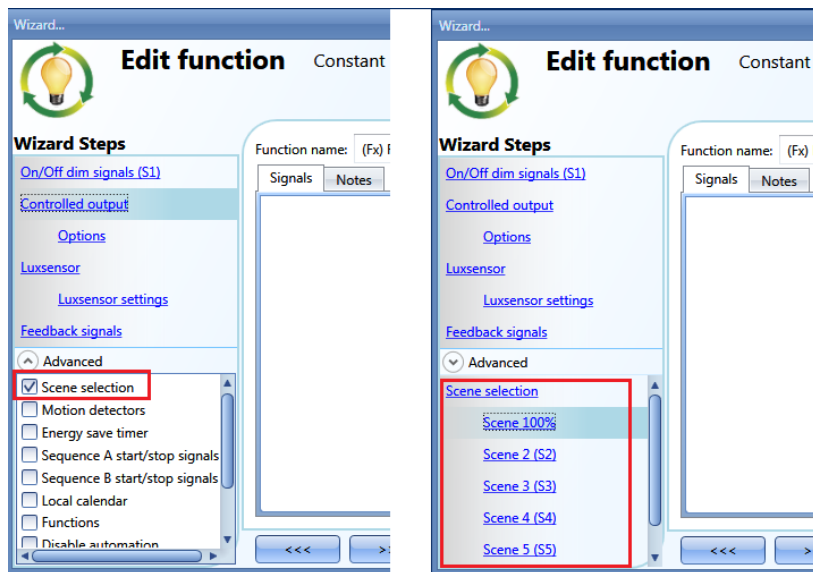 Wizard...
Edit function Constant
Wizard Steps
On/Off dim signals (S1)
Controlled output
Options
Luxsensor
Luxsensor settings
Feedback signals
Advanced
Scene selection
Motion detectors
Energy save timer
Sequence A start/stop signals
Sequence B start/stop signals
Local calendar
Functions
Disable automation
Function name: (Fx)
Signals Notes
<<<
Wizard...
Edit function Constant
Wizard Steps
On/Off dim signals (S1)
Controlled output
Options
Luxsensor
Luxsensor settings
Feedback signals
Advanced
Scene selection
Scene 100%
Scene 2 (S2)
Scene 3 (S3)
Scene 4 (S4)
Scene 5 (S5)
Function name: (Fx)
Signals Notes
<<<